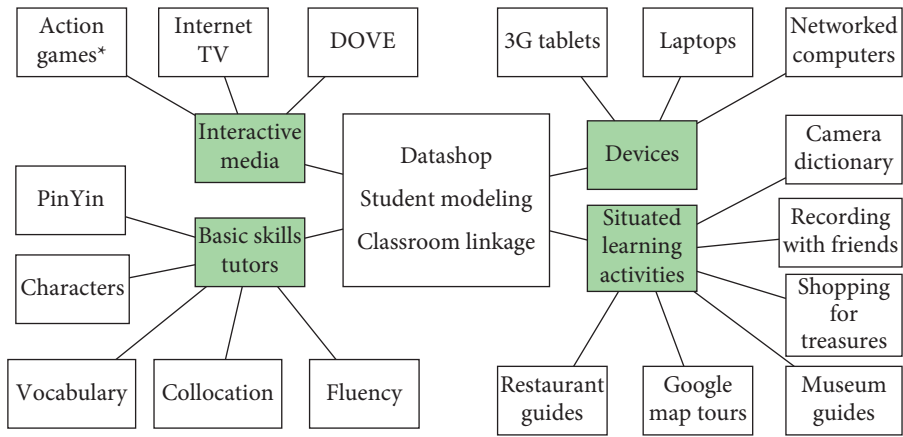 Action
games*
Internet
TV
DOVE
3G tablets
Laptops
Networked
computers
Interactive
media
Datashop
Student modeling
Classroom linkage
Devices
Camera
dictionary
PinYin
Basic skills
tutors
Situated
learning
activities
Recording
with friends
Characters
Shopping
for
treasures
Vocabulary
Collocation
Fluency
Restaurant
guides
Google
map tours
Museum
guides